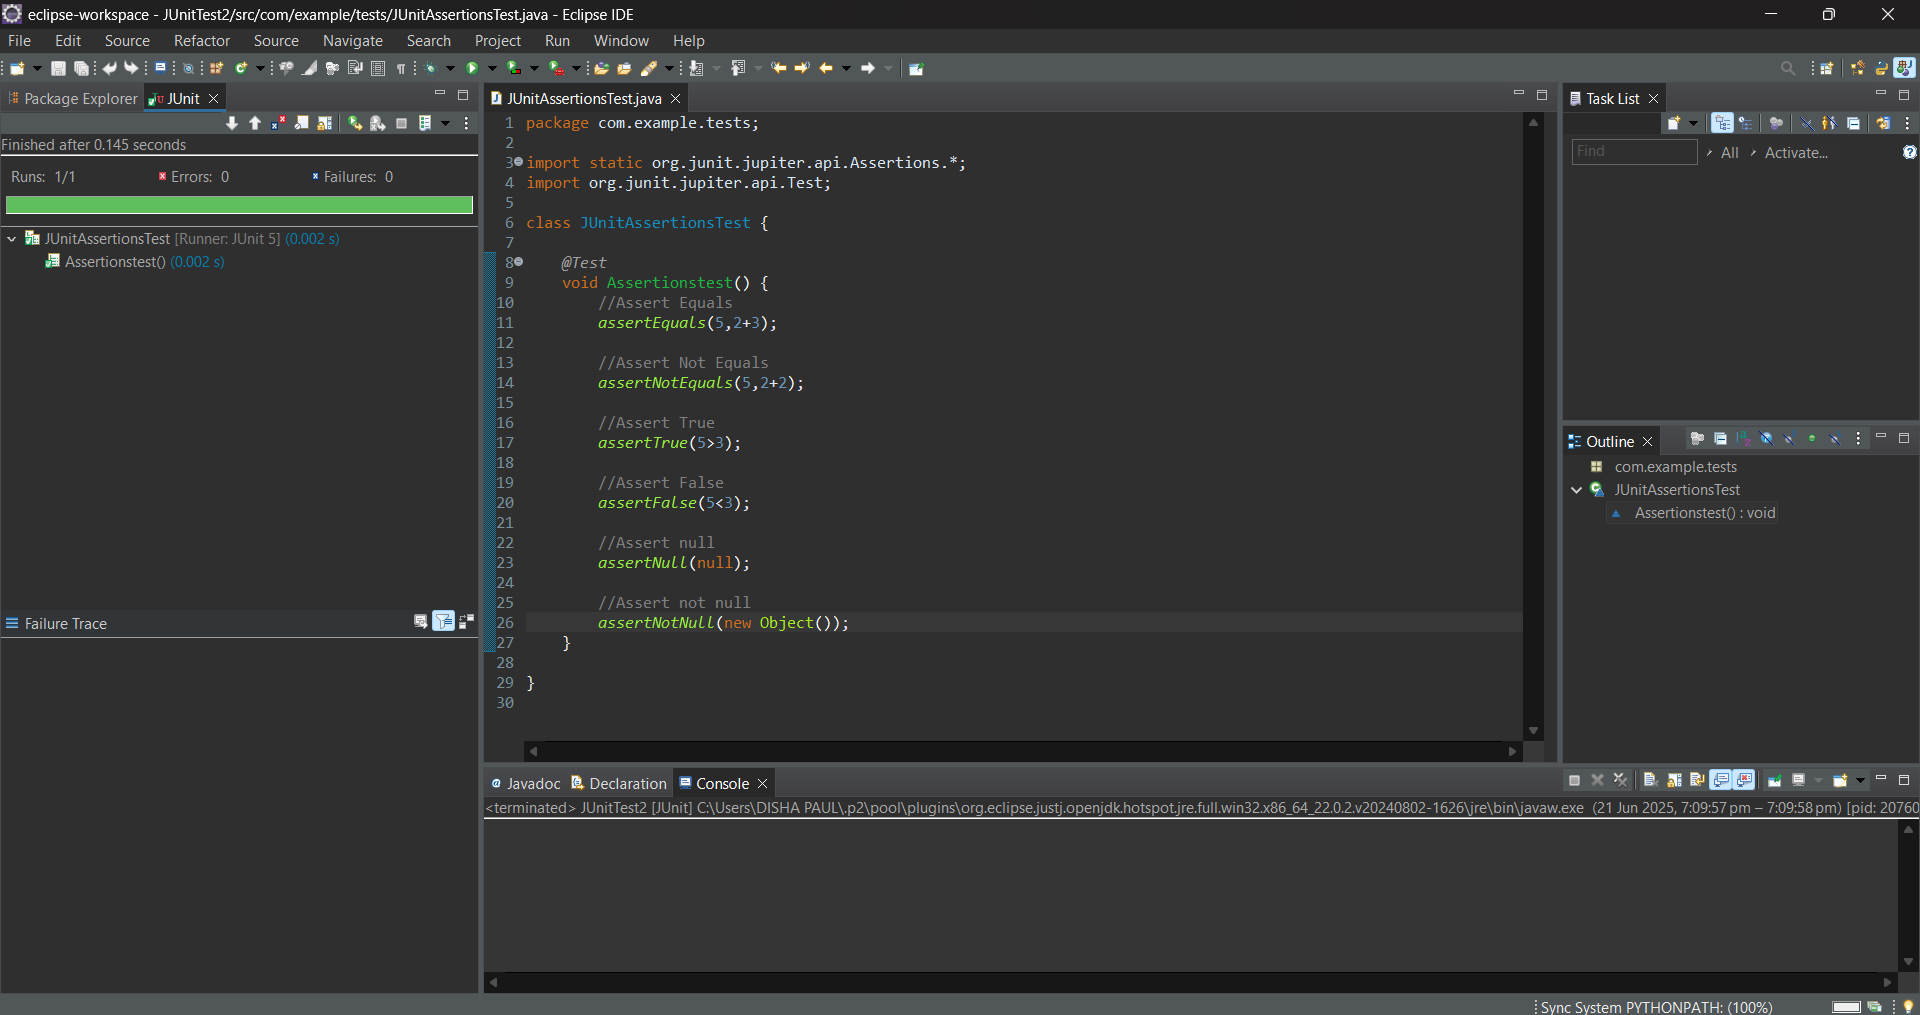 eclipse-workspace - JUnitTest2/src/com/example/tests/JUnitAssertionsTest.java - Eclipse IDE
File Edit Source Refactor Source Navigate Search Project Run Window Help
Package Explorer JUnit
Finished after 0.145 seconds
Runs: 1/1 Errors: 0 Failures: 0
JUnitAssertionsTest [Runner: JUnit 5] (0.002 s)
Assertionstest() (0.002 s)
Failure Trace
JUnitAssertionsTest.java
1 package com.example.tests;
2
3 import static org.junit.jupiter.api.Assertions.*;
4 import org.junit.jupiter.api.Test;
5
6 class JUnitAssertionsTest {
7
8 @Test
9 void Assertionstest() {
10 //Assert Equals
11 assertEquals(5,2+3);
12
13 //Assert Not Equals
14 assertNotEquals(5,2+2);
15
16 //Assert True
17 assertTrue(5>3);
18
19 //Assert False
20 assertFalse(5<3);
21
22 //Assert null
23 assertNull(null);
24
25 //Assert not null
26 assertNotNull(new Object());
27 }
28
29 }
30
Task List
Find All Activate...
Outline
com.example.tests
JUnitAssertionsTest
Assertionstest() : void
Javadoc Declaration Console
<terminated> JUnitTest2 [JUnit] C:\Users\DISHA PAUL\.p2\pool\plugins\org.eclipse.justj.openjdk.hotspot.jre.full.win32.x86_64_22.0.2.v20240802-1626\jre\bin\javaw.exe (21 Jun 2025, 7:09:57 pm – 7:09:58 pm) [pid: 20760
Sync System PYTHONPATH: (100%)